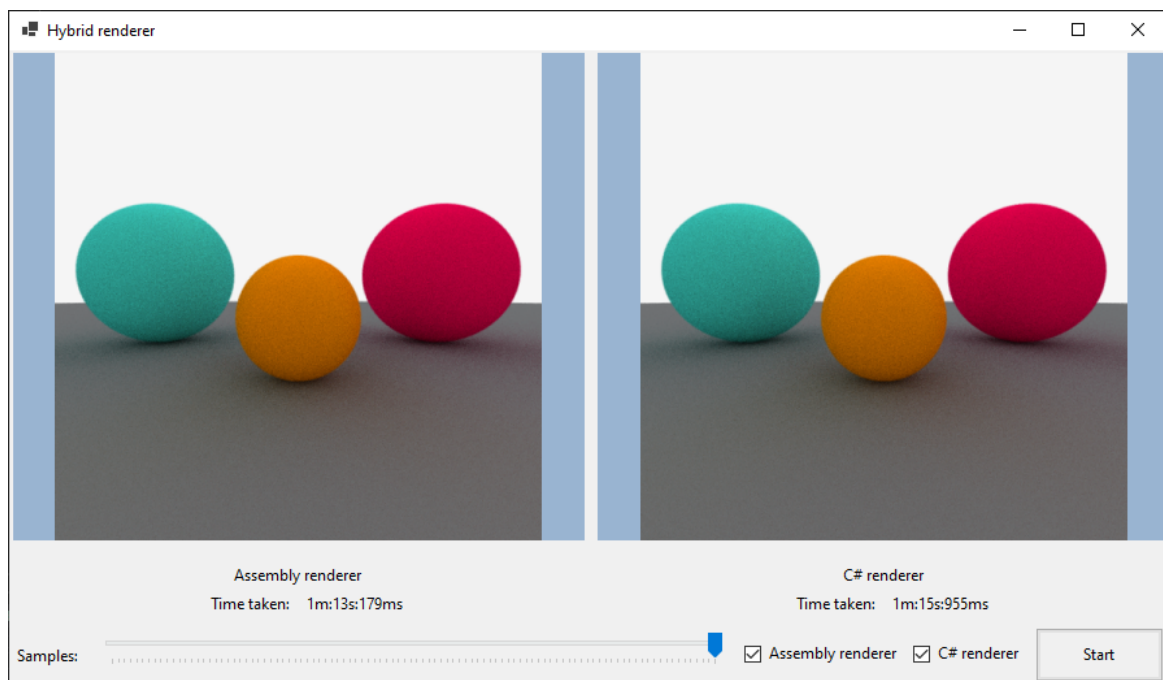 Hybrid renderer
Assembly renderer
Time taken: 1m:13s:179ms
C# renderer
Time taken: 1m:15s:955ms
Samples:
Assembly renderer
C# renderer
Start